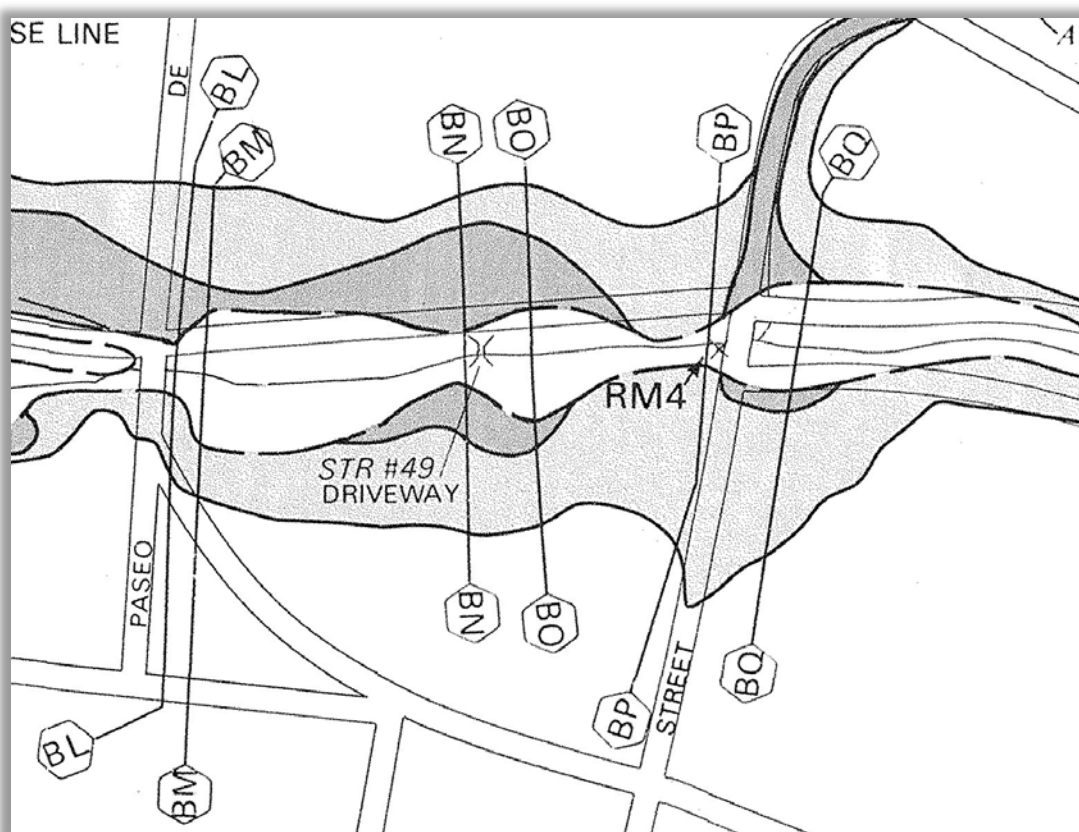 SE LINE
DE
BL
BM
BN
BO
BP
BQ
A
RM4
STR #49
DRIVEWAY
PASEO
BN
BO
BQ
STREET
BP
BL
BM